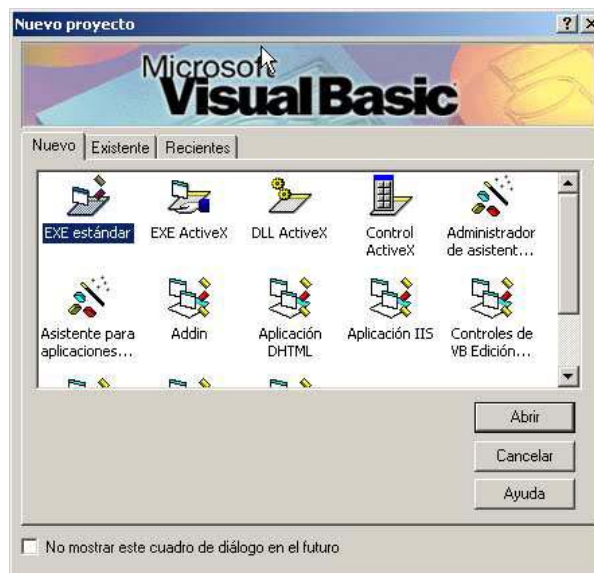 Nuevo proyecto
Microsoft
Visual Basic
Nuevo
Existente
Recientes
EXE estándar
EXE ActiveX
DLL ActiveX
Control
ActiveX
Administrador
de asistent...
Asistente para
aplicaciones...
Addin
Aplicación
DHTML
Aplicación IIS
Controles de
VB Edición...
Abrir
Cancelar
Ayuda
No mostrar este cuadro de diálogo en el futuro